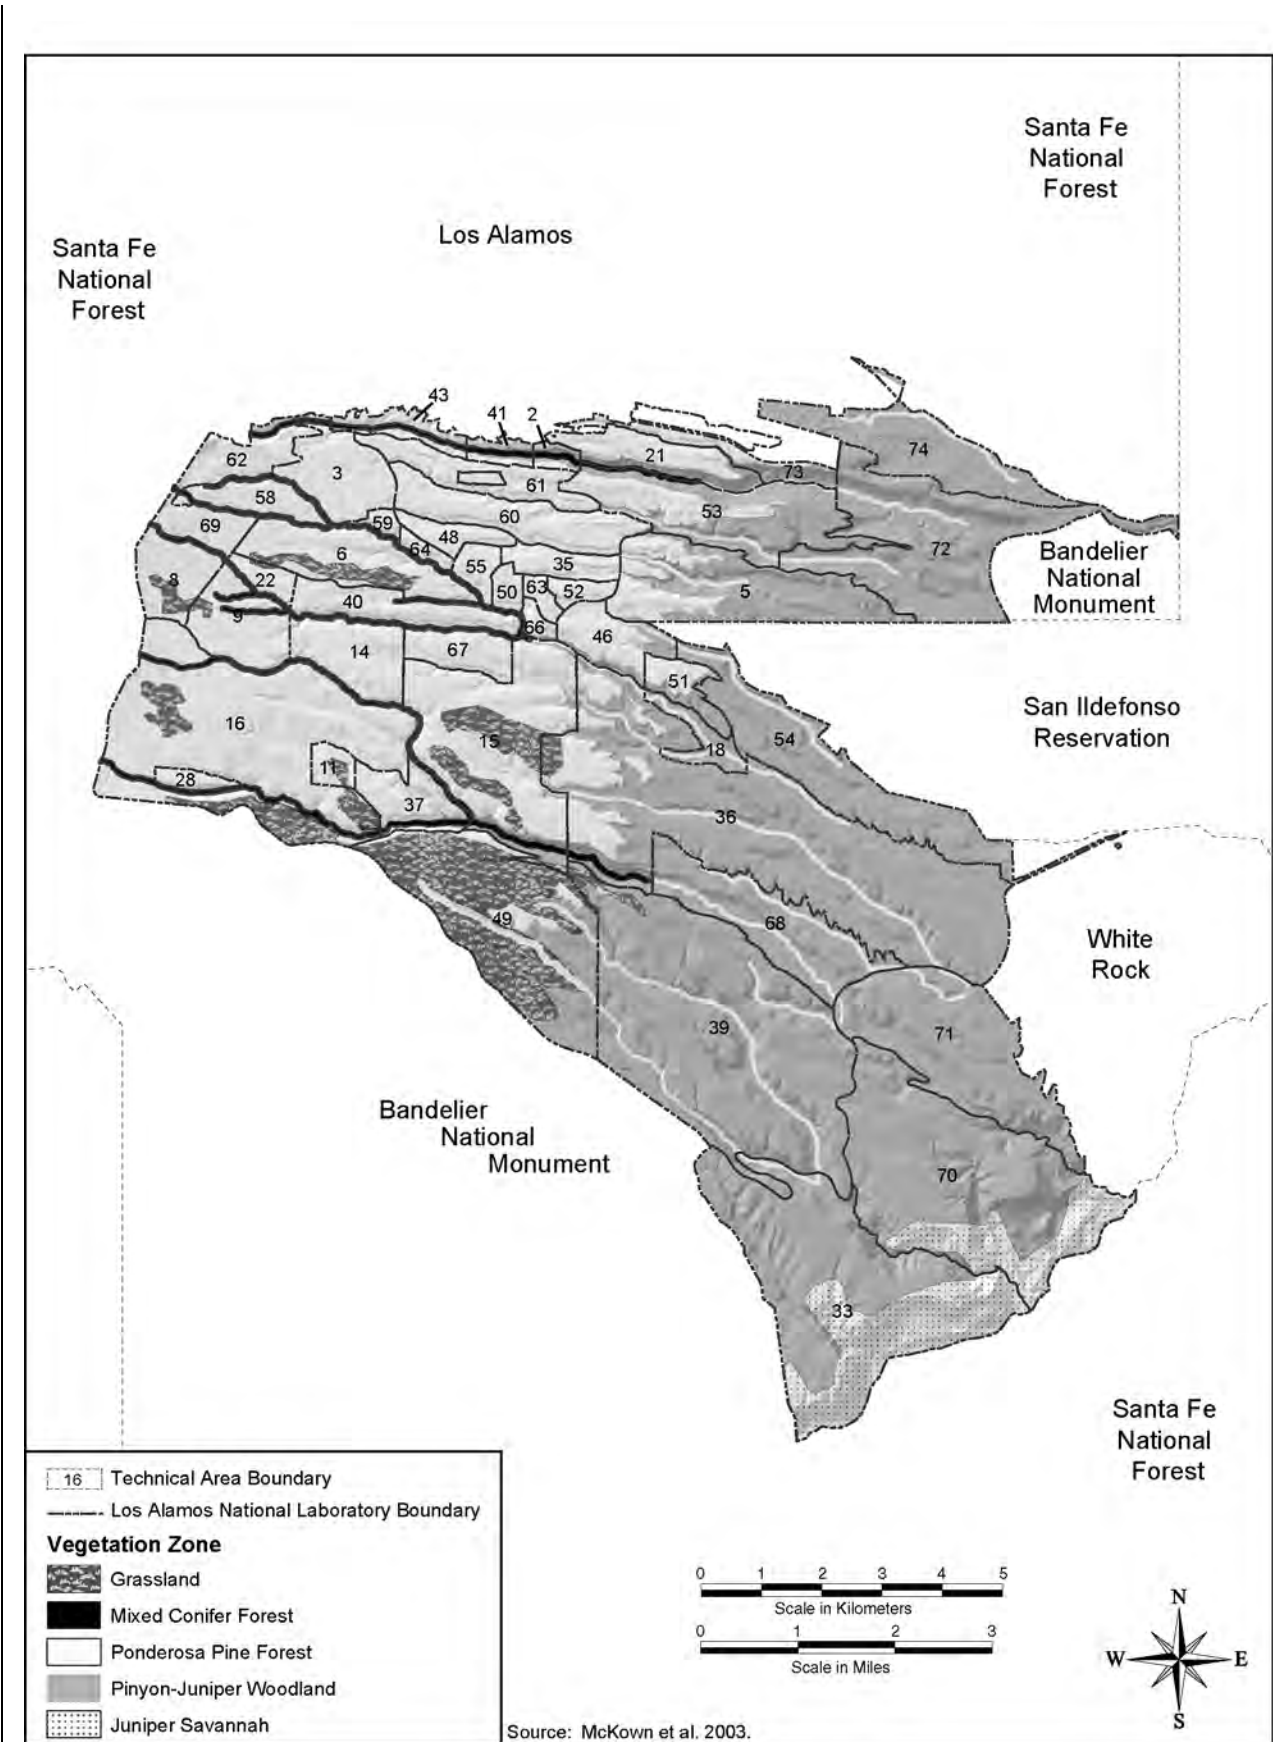 Santa Fe
National
Forest
Los Alamos
Santa Fe
National
Forest
43
41
2
62
3
21
73
74
61
58
53
60
59
69
48
64
6
72
55
35
Bandelier
National
Monument
8
22
50
63
52
5
40
9
66
46
14
67
51
16
15
18
54
San Ildefonso
Reservation
11
28
37
36
49
68
White
Rock
39
71
Bandelier
National
Monument
70
33
Santa Fe
National
Forest
16 Technical Area Boundary
Los Alamos National Laboratory Boundary
Vegetation Zone
Grassland
Mixed Conifer Forest
Ponderosa Pine Forest
Pinyon-Juniper Woodland
Juniper Savannah
0 1 2 3 4 5
Scale in Kilometers
0 1 2 3
Scale in Miles
N
W E
S
Source: McKown et al. 2003.